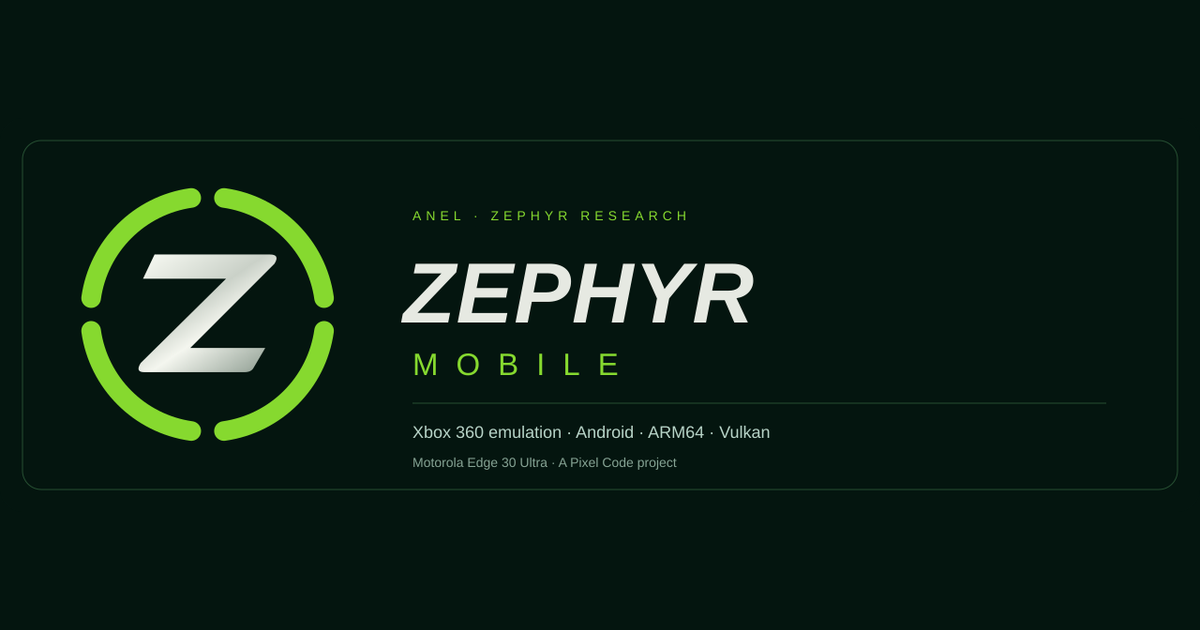 Z
ANEL · ZEPHYR RESEARCH
ZEPHYR
MOBILE
Xbox 360 emulation · Android · ARM64 · Vulkan
Motorola Edge 30 Ultra · A Pixel Code project